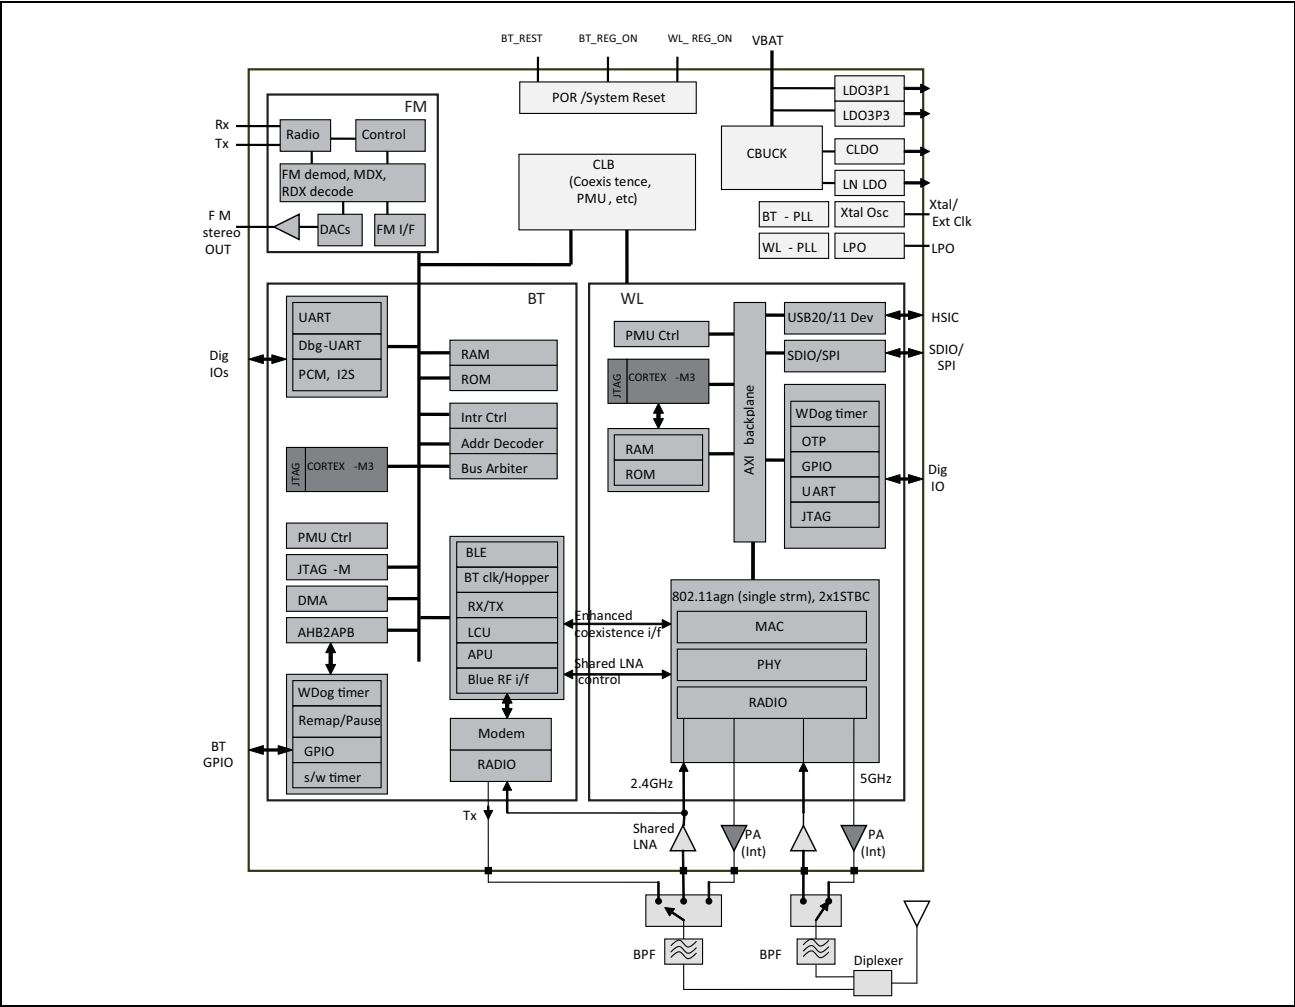 BT_REST
BT_REG_ON
WL_ REG_ON
VBAT
POR /System Reset
LDO3P1
LDO3P3
CBUCK
CLDO
LN LDO
BT - PLL
Xtal Osc
Xtal/
Ext Clk
WL - PLL
LPO
LPO
FM
Rx
Tx
Radio
Control
FM demod, MDX,
RDX decode
F M
stereo
OUT
DACs
FM I/F
CLB
(Coexis tence,
PMU , etc)
BT
UART
Dbg-UART
PCM, I2S
Dig
IOs
RAM
ROM
Intr Ctrl
Addr Decoder
Bus Arbiter
JTAG
CORTEX -M3
PMU Ctrl
JTAG -M
DMA
AHB2APB
WDog timer
Remap/Pause
GPIO
s/w timer
BT
GPIO
BLE
BT clk/Hopper
RX/TX
LCU
APU
Blue RF i/f
Modem
RADIO
Enhanced
coexistence i/f
Shared LNA
control
WL
PMU Ctrl
JTAG
CORTEX -M3
RAM
ROM
AXI backplane
USB20/11 Dev
HSIC
SDIO/SPI
SDIO/
SPI
WDog timer
OTP
GPIO
UART
JTAG
Dig
IO
802.11agn (single strm), 2x1STBC
MAC
PHY
RADIO
2.4GHz
5GHz
Tx
Shared
LNA
PA
(Int)
PA
(Int)
BPF
BPF
Diplexer